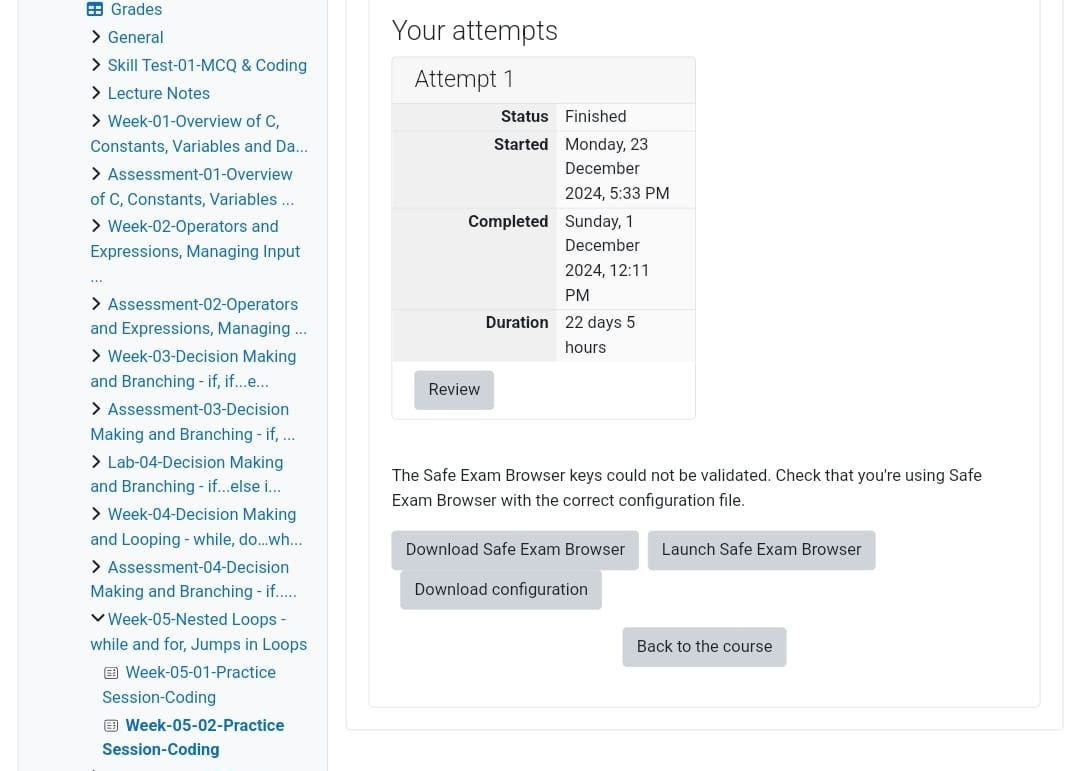 Grades
General
Skill Test-01-MCQ & Coding
Lecture Notes
Week-01-Overview of C,
Constants, Variables and Da...
Assessment-01-Overview
of C, Constants, Variables ...
Week-02-Operators and
Expressions, Managing Input
...
Assessment-02-Operators
and Expressions, Managing ...
Week-03-Decision Making
and Branching - if, if...e...
Assessment-03-Decision
Making and Branching - if, ...
Lab-04-Decision Making
and Branching - if...else i...
Week-04-Decision Making
and Looping - while, do...wh...
Assessment-04-Decision
Making and Branching - if.....
Week-05-Nested Loops -
while and for, Jumps in Loops
Week-05-01-Practice
Session-Coding
Week-05-02-Practice
Session-Coding
Your attempts
Attempt 1
Status Finished
Started Monday, 23
December
2024, 5:33 PM
Completed Sunday, 1
December
2024, 12:11
PM
Duration 22 days 5
hours
Review
The Safe Exam Browser keys could not be validated. Check that you're using Safe
Exam Browser with the correct configuration file.
Download Safe Exam Browser Launch Safe Exam Browser
Download configuration
Back to the course